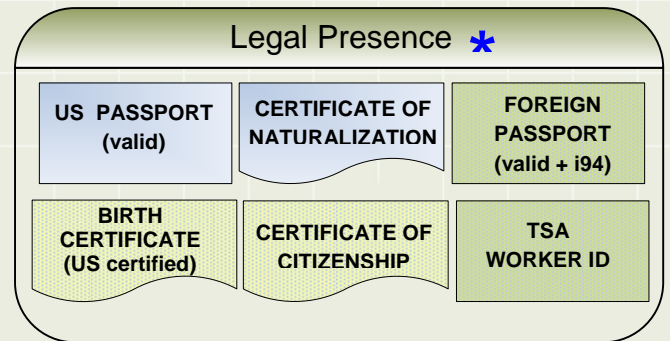 Legal Presence *
US PASSPORT
(valid)
CERTIFICATE OF
NATURALIZATION
FOREIGN
PASSPORT
(valid + i94)
BIRTH
CERTIFICATE
(US certified)
CERTIFICATE OF
CITIZENSHIP
TSA
WORKER ID